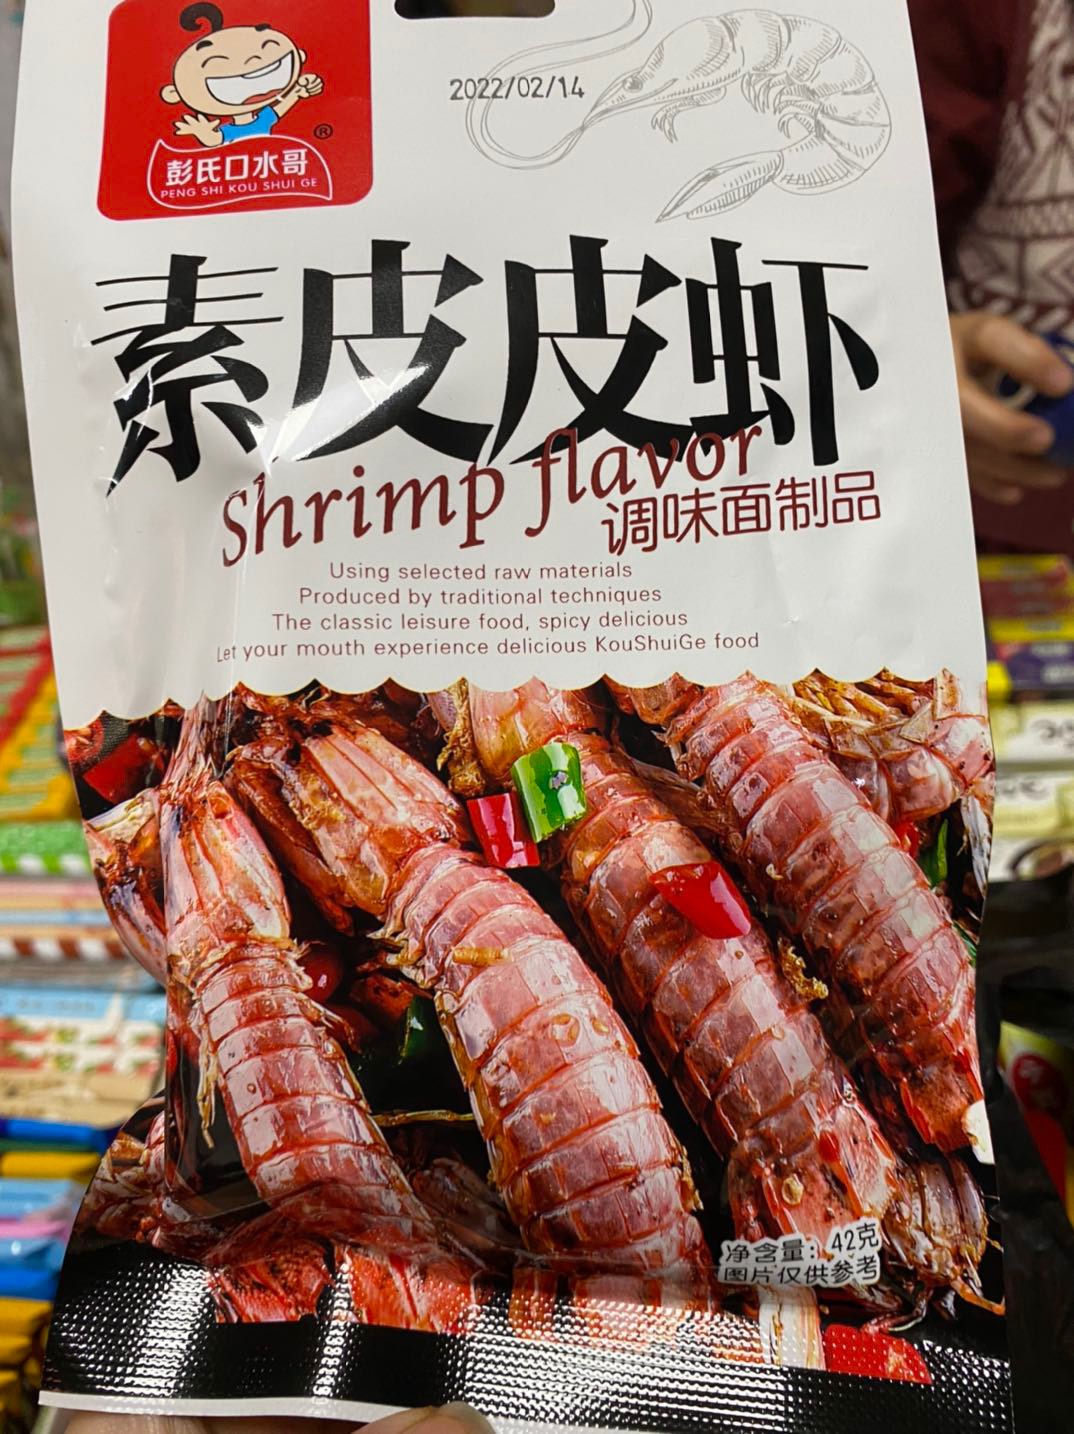 2022/02/14
®
彭氏口水哥
PENG SHI KOU SHUI GE
素皮皮虾
Shrimp flavor
调味面制品
Using selected raw materials
Produced by traditional techniques
The classic leisure food, spicy delicious
Let your mouth experience delicious KouShuiGe food
净含量: 42克
图片仅供参考